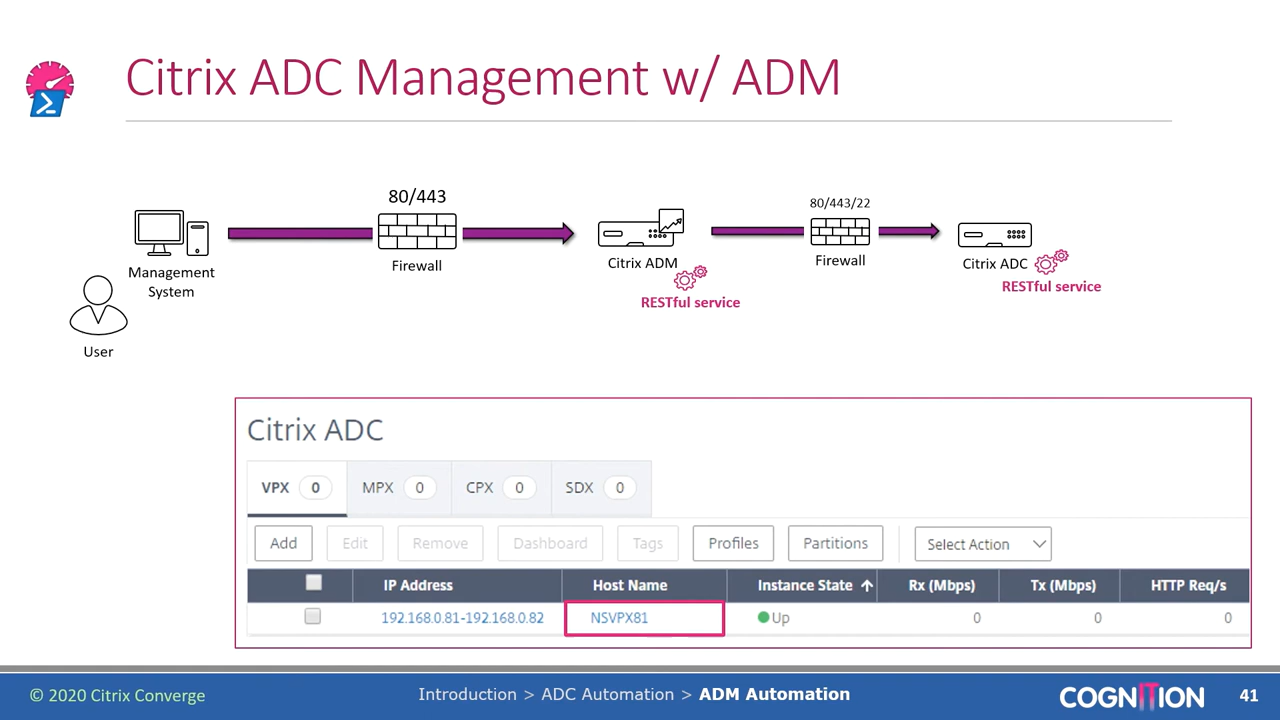 Citrix ADC Management w/ ADM
80/443
80/443/22
Management
System
Firewall
Citrix ADM
RESTful service
Firewall
Citrix ADC
RESTful service
User
Citrix ADC
VPX 0 MPX 0 CPX 0 SDX 0
Add Edit Remove Dashboard Tags Profiles Partitions Select Action
IP Address Host Name Instance State Rx (Mbps) Tx (Mbps) HTTP Req/s
192.168.0.81-192.168.0.82 NSVPX81 Up 0 0 0
© 2020 Citrix Converge Introduction > ADC Automation > ADM Automation COGNITION 41